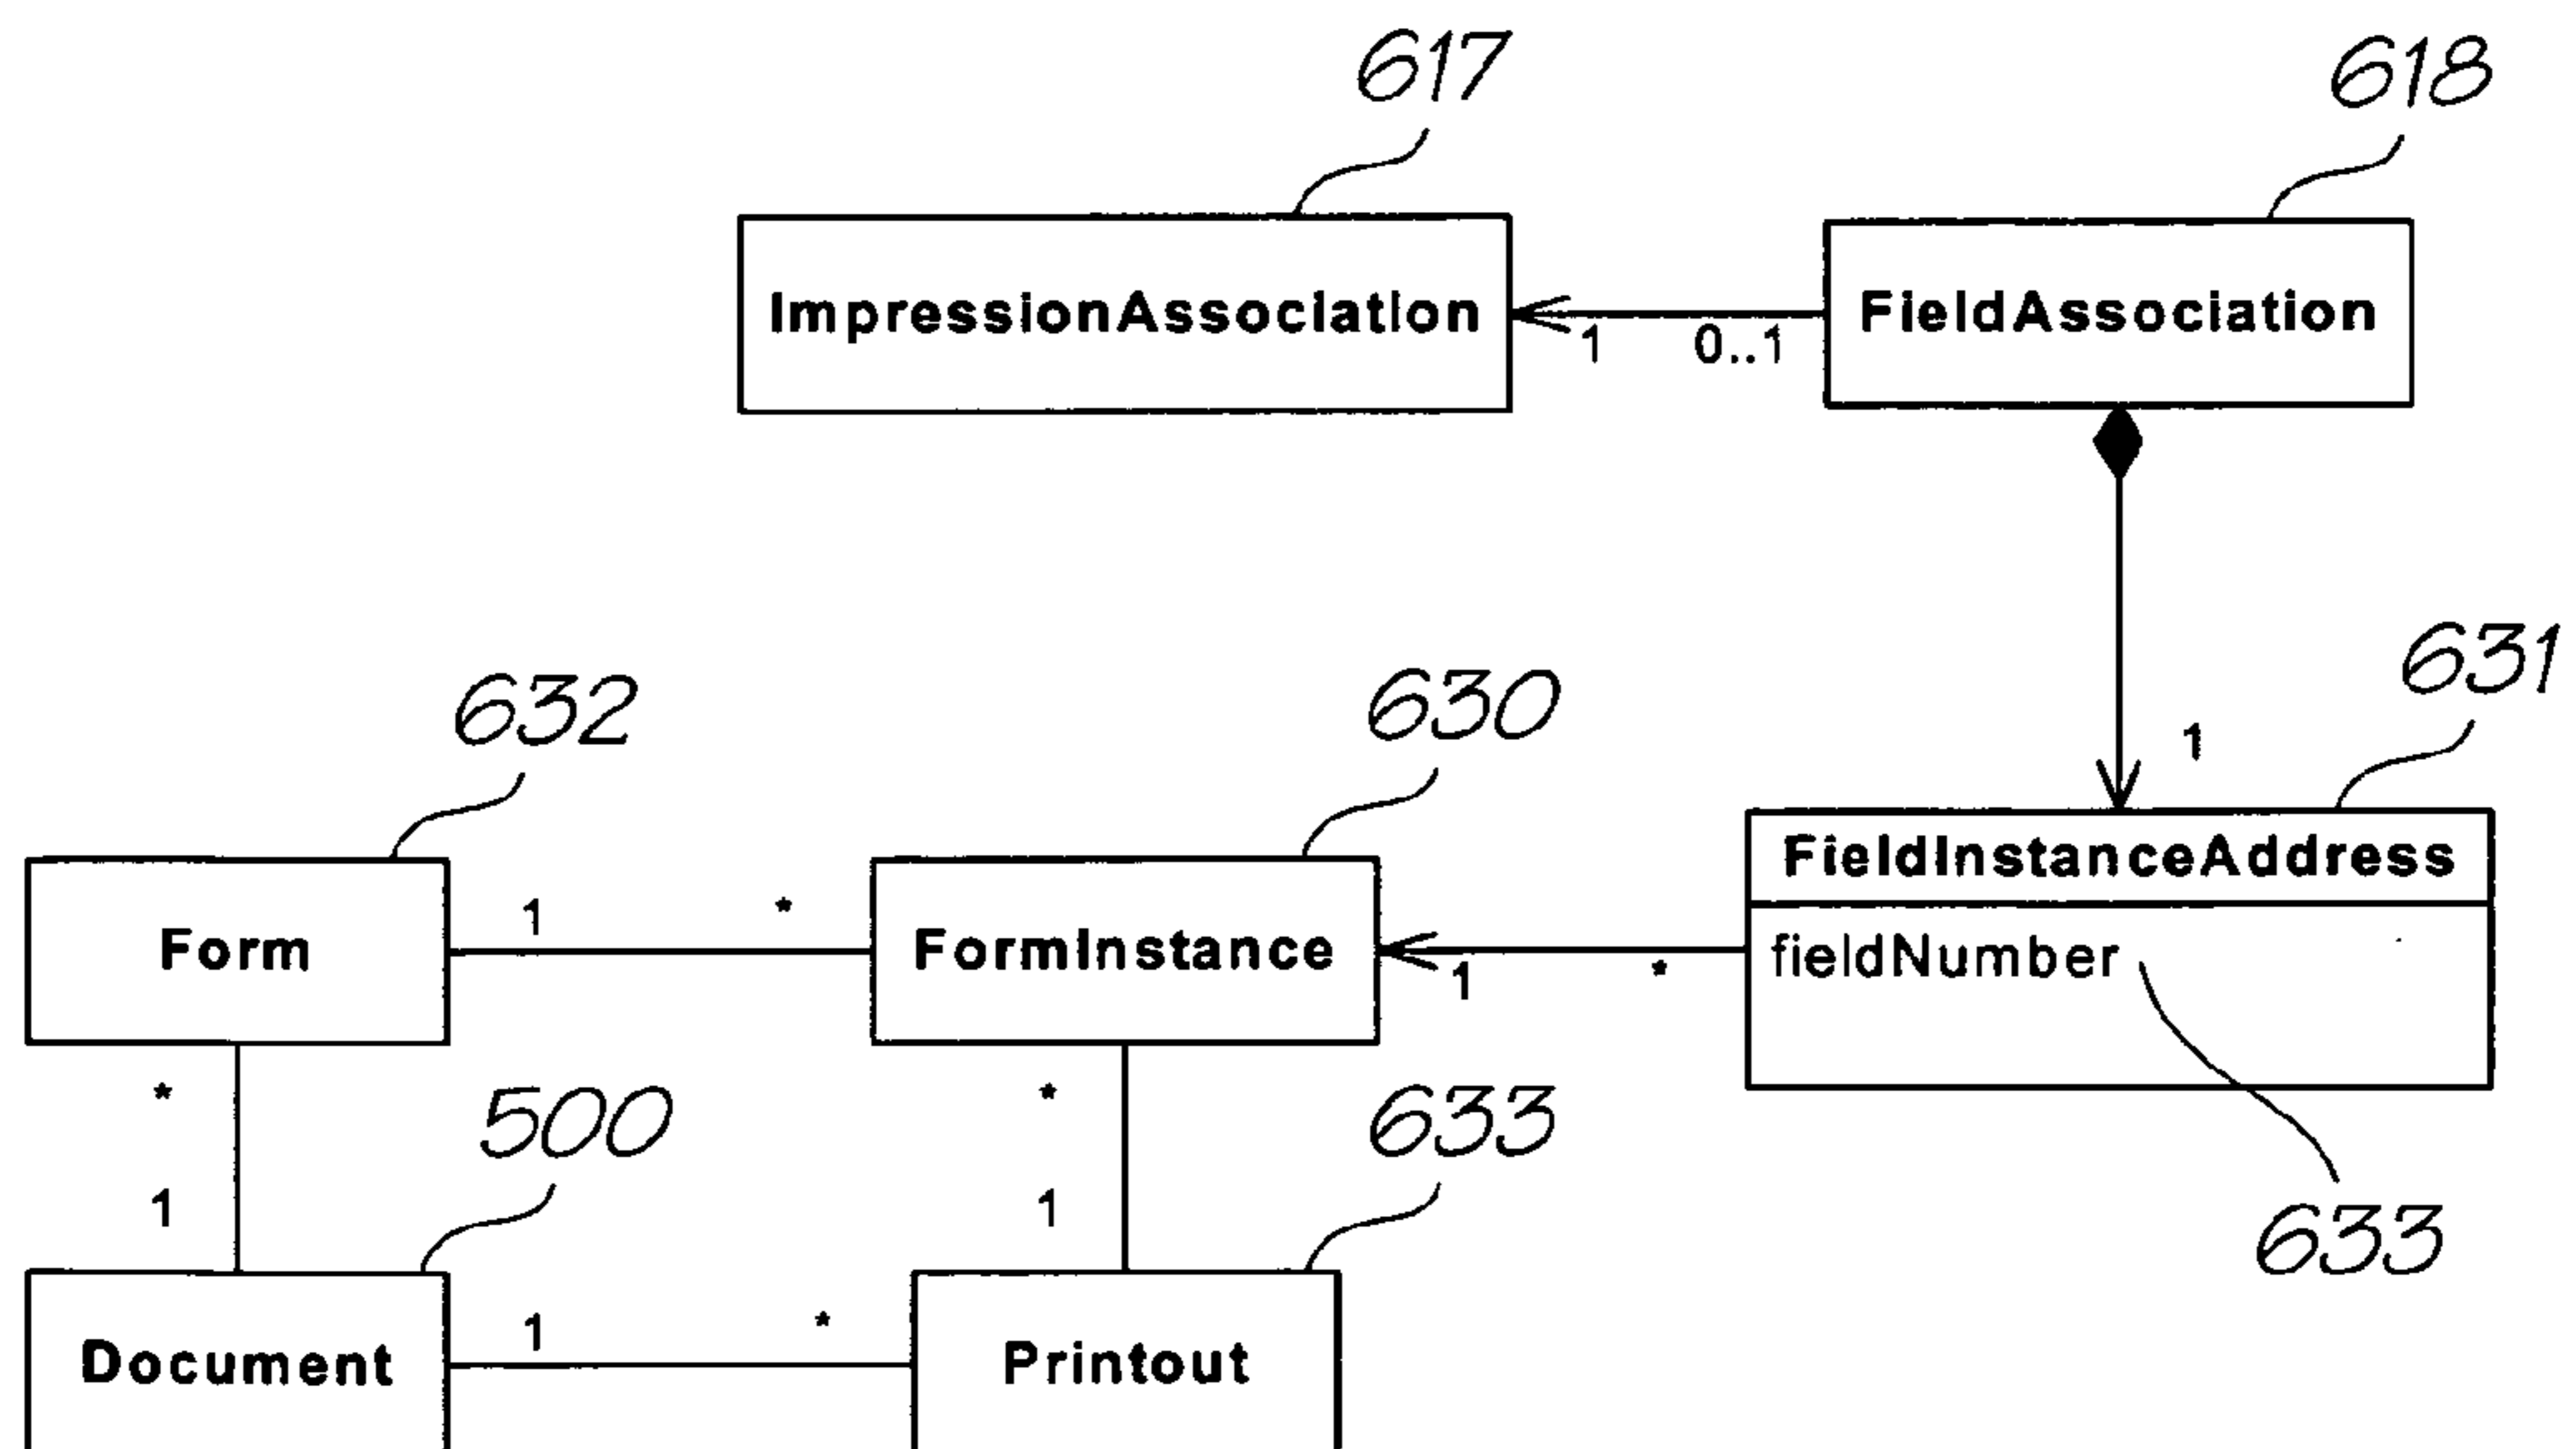 617
618
ImpressionAssociation
1
0..1
FieldAssociation
632
630
631
1
Form
1
*
FormInstance
1
*
FieldInstanceAddress
fieldNumber
*
1
500
*
1
633
633
Document
1
*
Printout